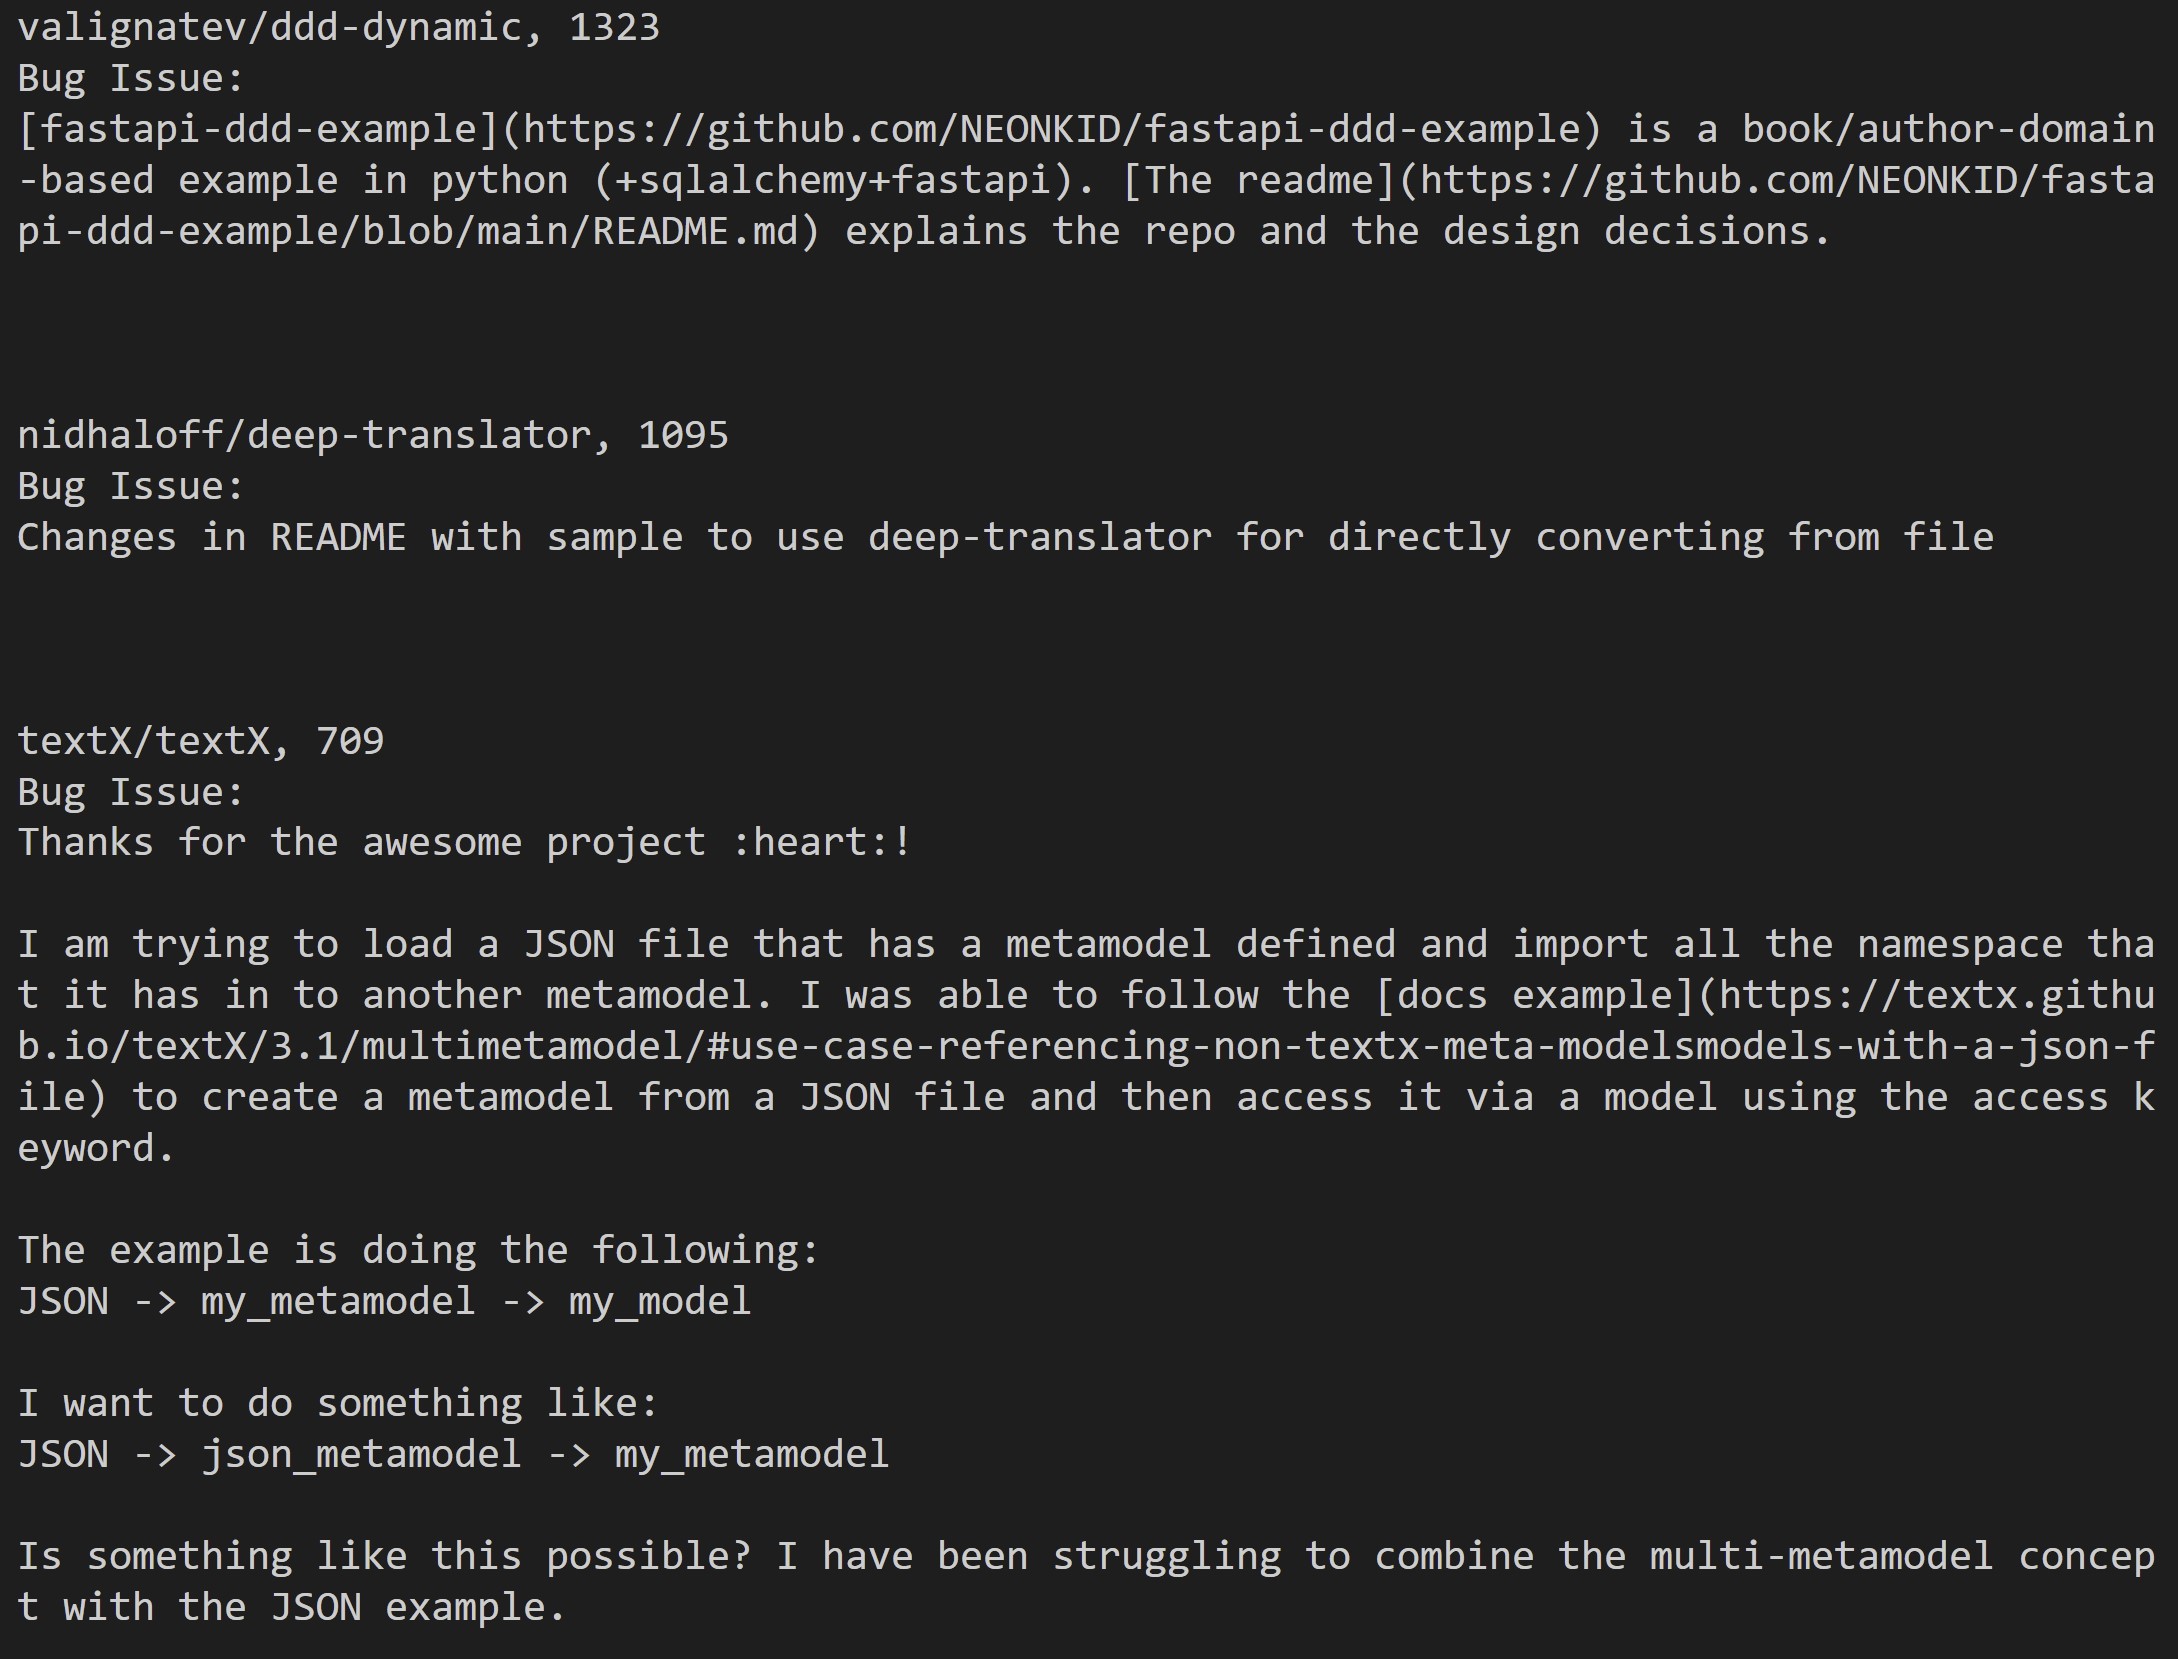 valignatev/ddd-dynamic, 1323
Bug Issue:
[fastapi-ddd-example](https://github.com/NEONKID/fastapi-ddd-example) is a book/author-domain
-based example in python (+sqlalchemy+fastapi). [The readme](https://github.com/NEONKID/fasta
pi-ddd-example/blob/main/README.md) explains the repo and the design decisions.
nidhaloff/deep-translator, 1095
Bug Issue:
Changes in README with sample to use deep-translator for directly converting from file
textX/textX, 709
Bug Issue:
Thanks for the awesome project :heart:!
I am trying to load a JSON file that has a metamodel defined and import all the namespace tha
t it has in to another metamodel. I was able to follow the [docs example](https://textx.githu
b.io/textX/3.1/multimetamodel/#use-case-referencing-non-textx-meta-modelsmodels-with-a-json-f
ile) to create a metamodel from a JSON file and then access it via a model using the access k
eyword.
The example is doing the following:
JSON -> my_metamodel -> my_model
I want to do something like:
JSON -> json_metamodel -> my_metamodel
Is something like this possible? I have been struggling to combine the multi-metamodel concep
t with the JSON example.